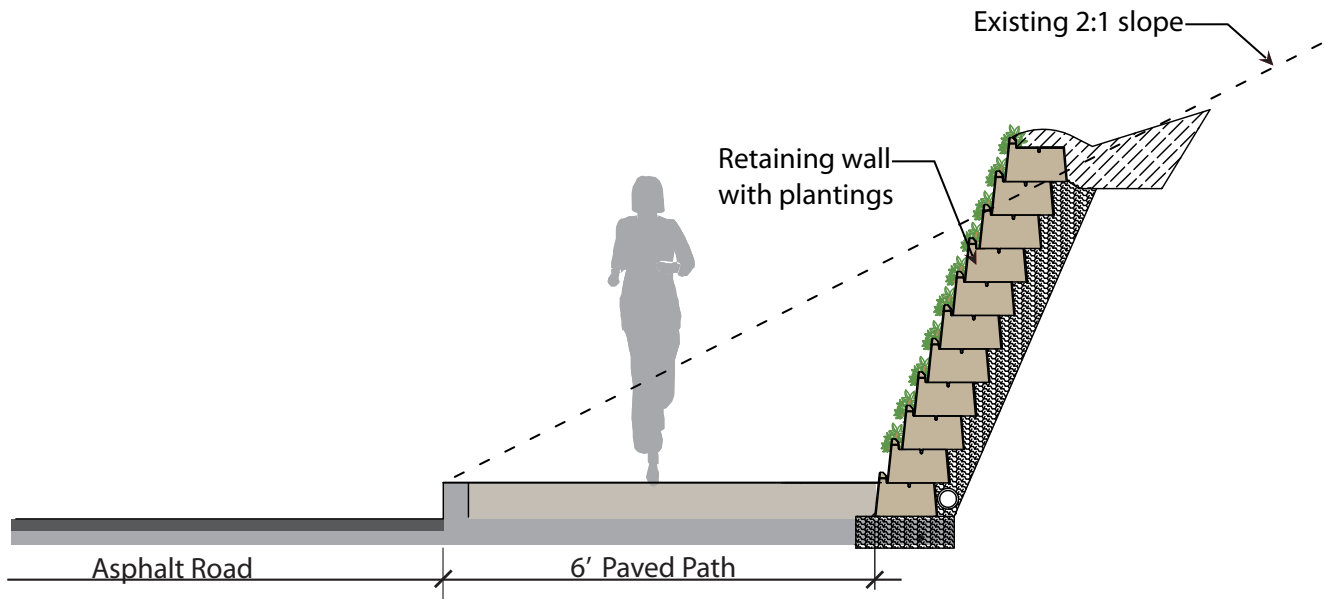 Existing 2:1 slope
Retaining wall
with plantings
Asphalt Road
6’ Paved Path